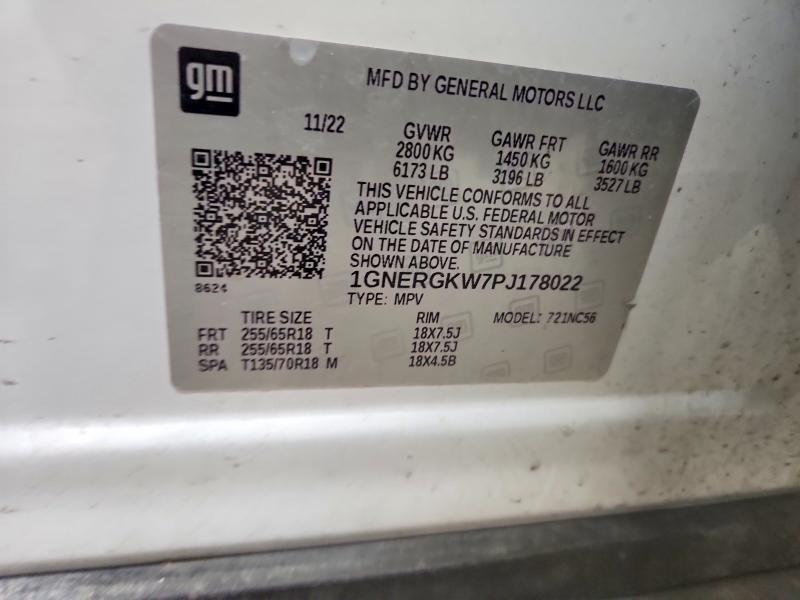 gm
MFD BY GENERAL MOTORS LLC
11/22 GVWR GAWR FRT GAWR RR
2800 KG 1450 KG 1600 KG
6173 LB 3196 LB 3527 LB
THIS VEHICLE CONFORMS TO ALL
APPLICABLE U.S. FEDERAL MOTOR
VEHICLE SAFETY STANDARDS IN EFFECT
ON THE DATE OF MANUFACTURE
SHOWN ABOVE.
8624
1GNERGKW7PJ178022
TYPE: MPV
TIRE SIZE RIM MODEL: 721NC56
FRT 255/65R18 T 18X7.5J
RR 255/65R18 T 18X7.5J
SPA T135/70R18 M 18X4.5B